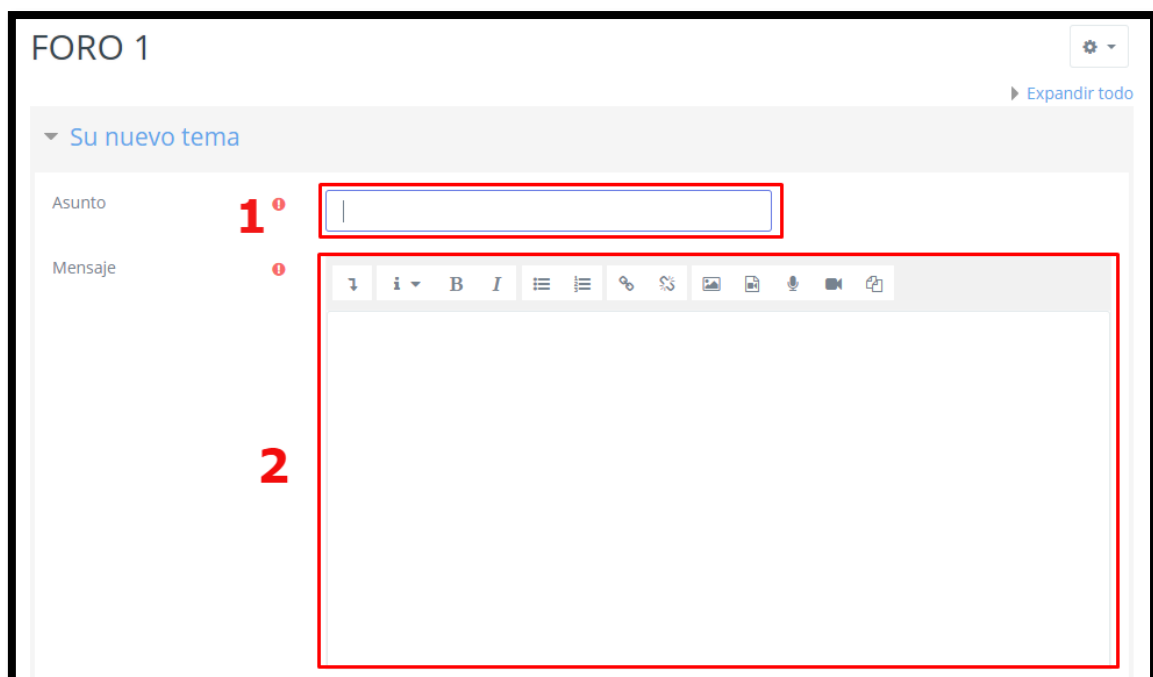 FORO 1
Expandir todo
Su nuevo tema
Asunto
1
Mensaje
B I
2